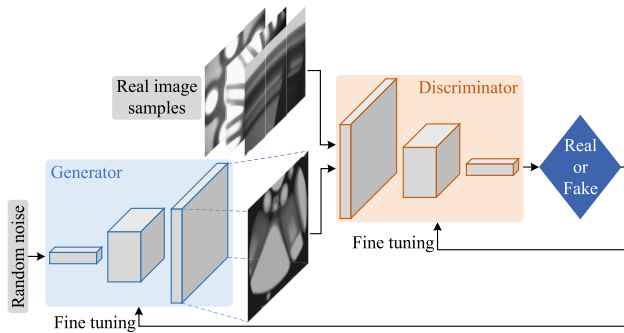 Real image
samples
Discriminator
Generator
Real
or
Fake
Random noise
Fine tuning
Fine tuning